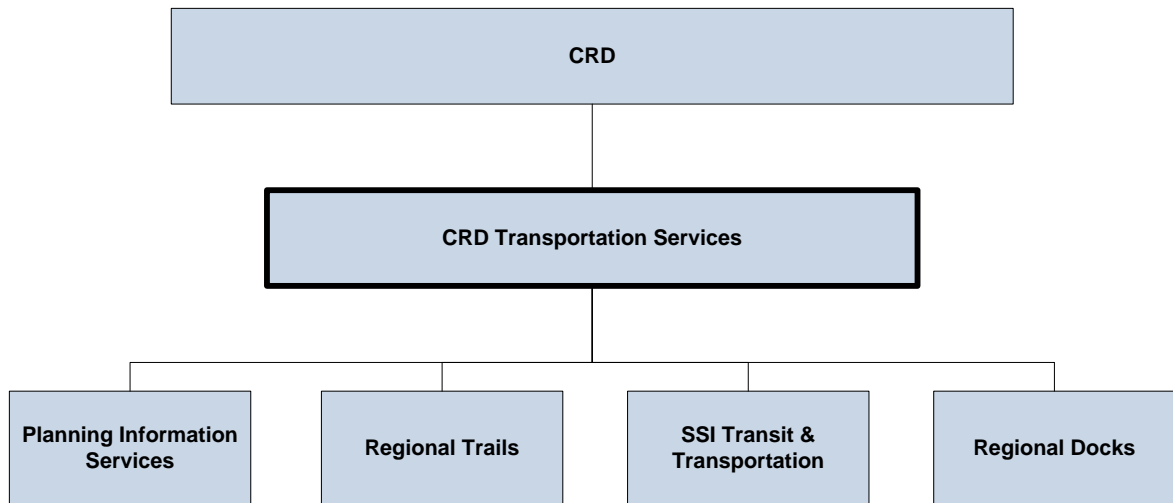 CRD
CRD Transportation Services
Planning Information
Services
Regional Trails
SSI Transit &
Transportation
Regional Docks